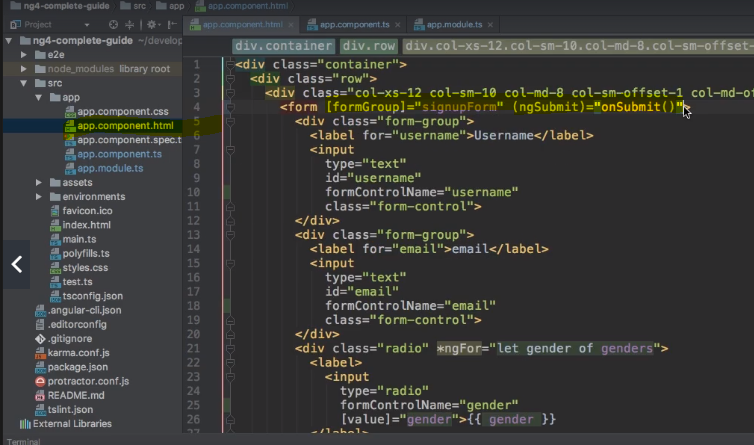 ng4-complete-guide src app app.component.html
Project
app.component.html × app.component.ts × app.module.ts ×
ng4-complete-guide ~/develop
e2e
node_modules library root
src
app
app.component.css
app.component.html
app.component.spec.t
app.component.ts
app.module.ts
assets
environments
favicon.ico
index.html
main.ts
polyfills.ts
styles.css
test.ts
tsconfig.json
.angular-cli.json
.editorconfig
.gitignore
karma.conf.js
package.json
protractor.conf.js
README.md
tslint.json
External Libraries
Terminal
div.container div.row div.col-xs-12.col-sm-10.col-md-8.col-sm-offset-
1 <div class="container">
2 <div class="row">
3 <div class="col-xs-12 col-sm-10 col-md-8 col-sm-offset-1 col-md-of
4 <form [formGroup]="signupForm" (ngSubmit)="onSubmit()">
5 <div class="form-group">
6 <label for="username">Username</label>
7 <input
8 type="text"
9 id="username"
10 formControlName="username"
11 class="form-control">
12 </div>
13 <div class="form-group">
14 <label for="email">email</label>
15 <input
16 type="text"
17 id="email"
18 formControlName="email"
19 class="form-control">
20 </div>
21 <div class="radio" *ngFor="let gender of genders">
22 <label>
23 <input
24 type="radio"
25 formControlName="gender"
26 [value]="gender">{{ gender }}
27 </label>